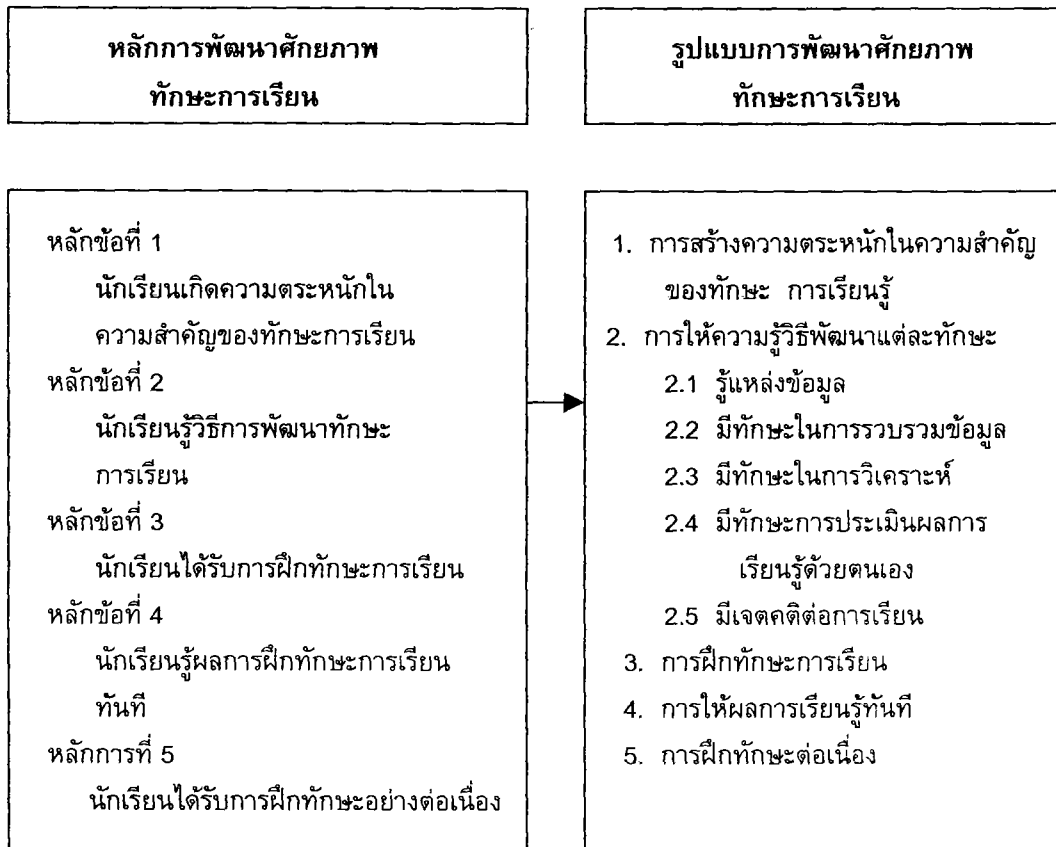 หลักการพัฒนาศักยภาพ
ทักษะการเรียน
รูปแบบการพัฒนาศักยภาพ
ทักษะการเรียน
หลักข้อที่ 1
นักเรียนเกิดความตระหนักใน
ความสำคัญของทักษะการเรียน
หลักข้อที่ 2
นักเรียนรู้วิธีการพัฒนาทักษะ
การเรียน
หลักข้อที่ 3
นักเรียนได้รับการฝึกทักษะการเรียน
หลักข้อที่ 4
นักเรียนรู้ผลการฝึกทักษะการเรียน
ทันที
หลักการที่ 5
นักเรียนได้รับการฝึกทักษะอย่างต่อเนื่อง
1. การสร้างความตระหนักในความสำคัญ
ของทักษะ การเรียนรู้
2. การให้ความรู้วิธีพัฒนาแต่ละทักษะ
2.1 รู้แหล่งข้อมูล
2.2 มีทักษะในการรวบรวมข้อมูล
2.3 มีทักษะในการวิเคราะห์
2.4 มีทักษะการประเมินผลการ
เรียนรู้ด้วยตนเอง
2.5 มีเจตคติต่อการเรียน
3. การฝึกทักษะการเรียน
4. การให้ผลการเรียนรู้ทันที
5. การฝึกทักษะต่อเนื่อง